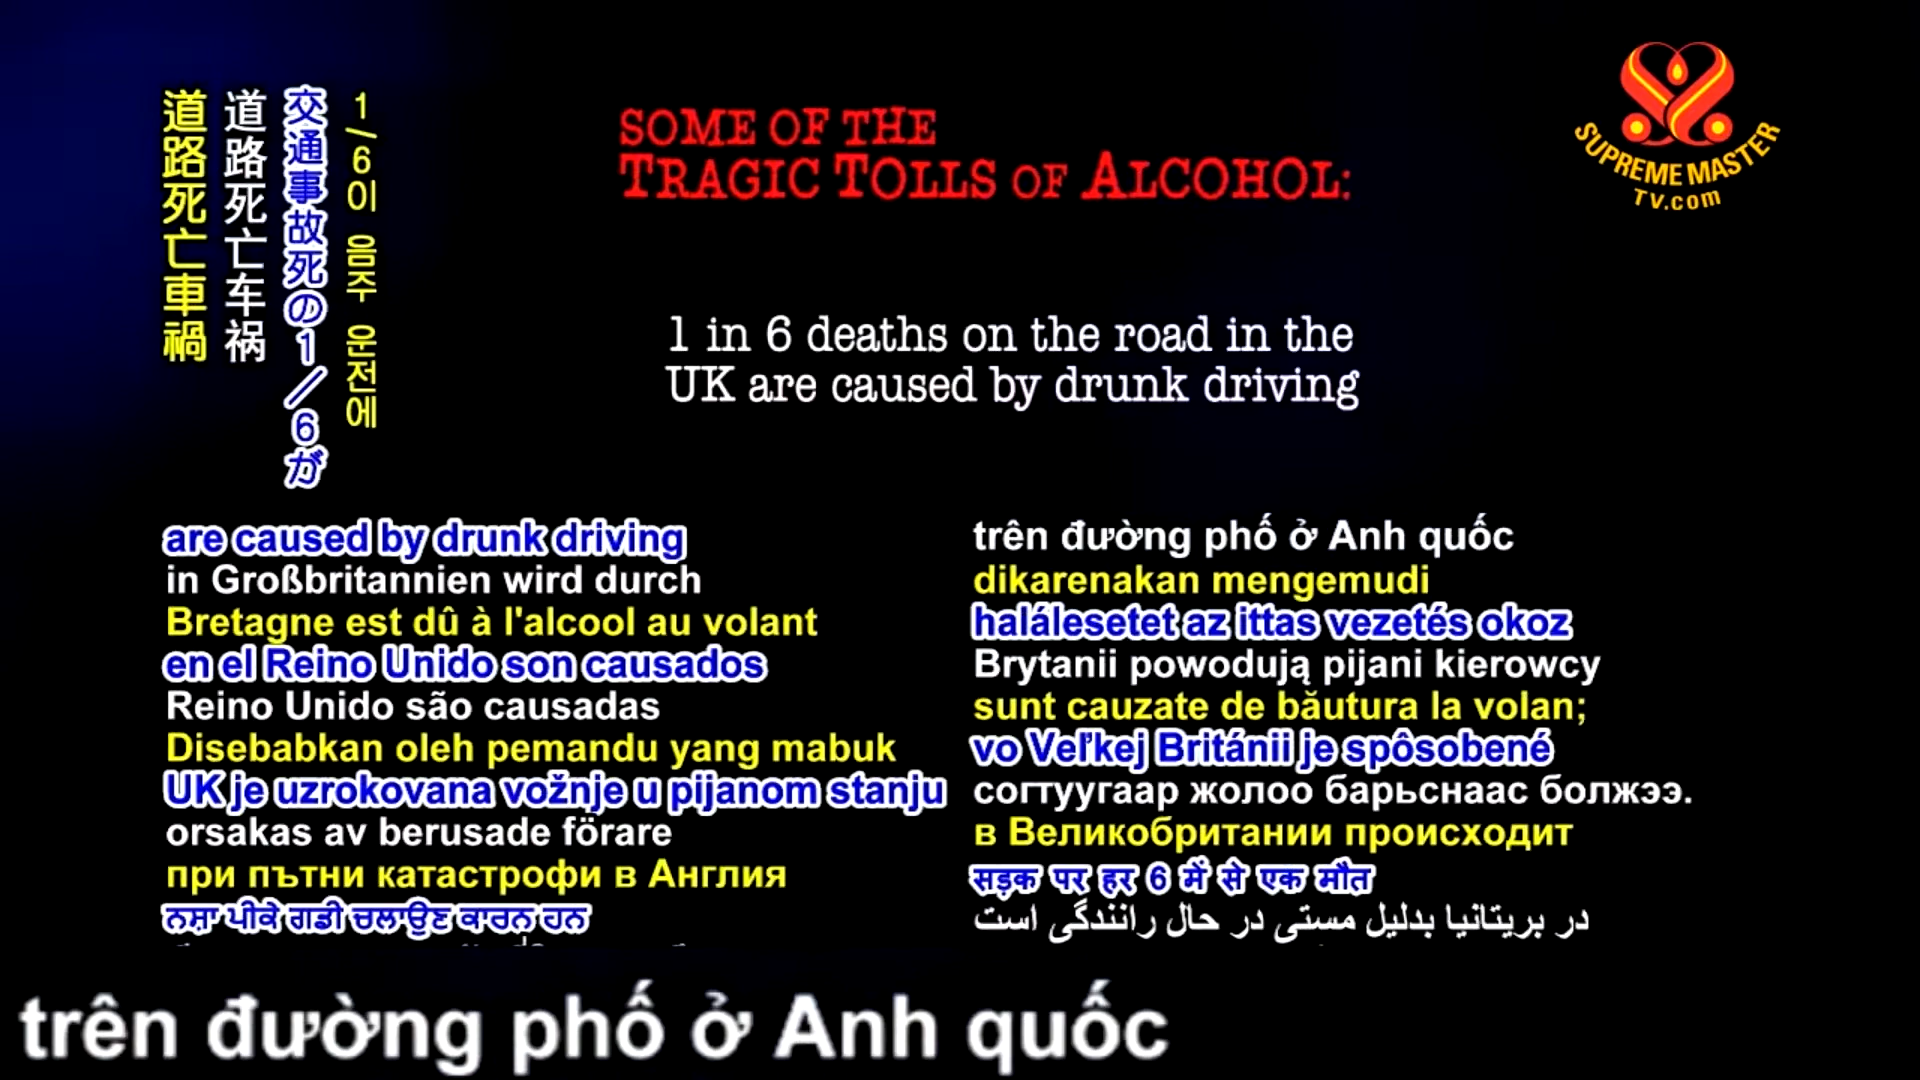 道路死亡車禍
道路死亡车祸
交通事故死の1/6が
1/6이 음주 운전에
SOME OF THE
TRAGIC TOLLS OF ALCOHOL:
SUPREME MASTER
TV.com
1 in 6 deaths on the road in the
UK are caused by drunk driving
are caused by drunk driving
in Großbritannien wird durch
Bretagne est dû à l'alcool au volant
en el Reino Unido son causados
Reino Unido são causadas
Disebabkan oleh pemandu yang mabuk
UK je uzrokovana vožnje u pijanom stanju
orsakas av berusade förare
при пътни катастрофи в Англия
ਨਸ਼ਾ ਪੀਕੇ ਗਡੀ ਚਲਾਉਣ ਕਾਰਨ ਹਨ
trên đường phố ở Anh quốc
dikarenakan mengemudi
halálesetet az ittas vezetés okoz
Brytanii powodują pijani kierowcy
sunt cauzate de băutura la volan;
vo Veľkej Británii je spôsobené
согтуугаар жолоо барьснаас болжээ.
в Великобритании происходит
सड़क पर हर 6 में से एक मौत
در بریتانیا بدلیل مستی در حال رانندگی است
trên đường phố ở Anh quốc